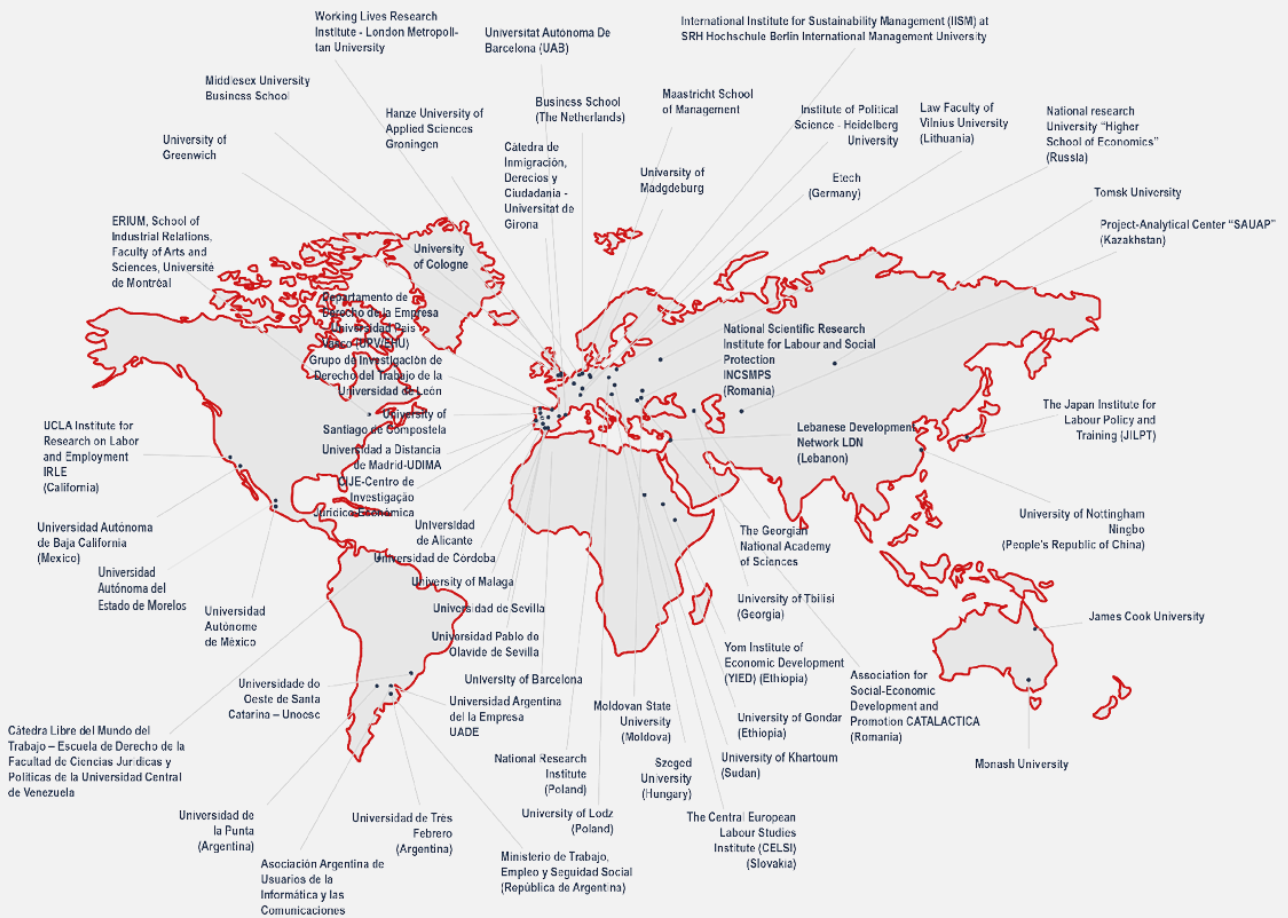 Working Lives Research
Institute - London Metropoli-
tan University
Universitat Autònoma De
Barcelona (UAB)
International Institute for Sustainability Management (IISM) at
SRH Hochschule Berlin International Management University
Middlesex University
Business School
Hanze University of
Applied Sciences
Groningen
Business School
(The Netherlands)
Maastricht School
of Management
Institute of Political
Science - Heidelberg
University
Law Faculty of
Vilnius University
(Lithuania)
National research
University “Higher
School of Economics”
(Russia)
University of
Greenwich
Cátedra de
Inmigración,
Derecios y
Ciudadanía -
Universitat de
Girona
University of
Madgdeburg
Etech
(Germany)
Tomsk University
Project-Analytical Center “SAUAP”
(Kazakhstan)
ERIUM, School of
Industrial Relations,
Faculty of Arts and
Sciences, Université
de Montréal
University
of Cologne
Departamento de
Derecho de la Empresa
Universidad País
Vasco (UPV/EHU)
Grupo de Investigación de
Derecho del Trabajo de la
Universidad de León
University of
Santiago de Compostela
Universidad a Distancia
de Madrid-UDIMA
CIJE-Centro de
Investigação
Jurídico Económica
National Scientific Research
Institute for Labour and Social
Protection
INCSMPS
(Romania)
Lebanese Development
Network LDN
(Lebanon)
The Japan Institute for
Labour Policy and
Training (JILPT)
UCLA Institute for
Research on Labor
and Employment
IRLE
(California)
Universidad Autónoma
de Baja California
(Mexico)
Universidad
Autónoma del
Estado de Morelos
Universidad
Autónome
de México
Universidad
de Alicante
Universidad de Córdoba
University of Malaga
Universidad de Sevilla
Universidad Pablo de
Olavide de Sevilla
University of Barcelona
The Georgian
National Academy
of Sciences
University of Tbilisi
(Georgia)
University of Nottingham
Ningbo
(People's Republic of China)
James Cook University
Monash University
Yom Institute of
Economic Development
(YIED) (Ethiopia)
Association for
Social-Economic
Development and
Promotion CATALACTICA
(Romania)
University of Gondar
(Ethiopia)
University of Khartoum
(Sudan)
Moldovan State
University
(Moldova)
Szeged
University
(Hungary)
The Central European
Labour Studies
Institute (CELSI)
(Slovakia)
Universidade do
Oeste de Santa
Catarina – Unoesc
Universidad Argentina
del la Empresa
UADE
National Research
Institute
(Poland)
University of Lodz
(Poland)
Cátedra Libre del Mundo del
Trabajo – Escuela de Derecho de la
Facultad de Ciencias Jurídicas y
Políticas de la Universidad Central
de Venezuela
Universidad de
la Punta
(Argentina)
Universidad de Très
Febrero
(Argentina)
Asociación Argentina de
Usuarios de la
Informática y las
Comunicaciones
Ministerio de Trabajo,
Empleo y Seguidad Social
(República de Argentina)